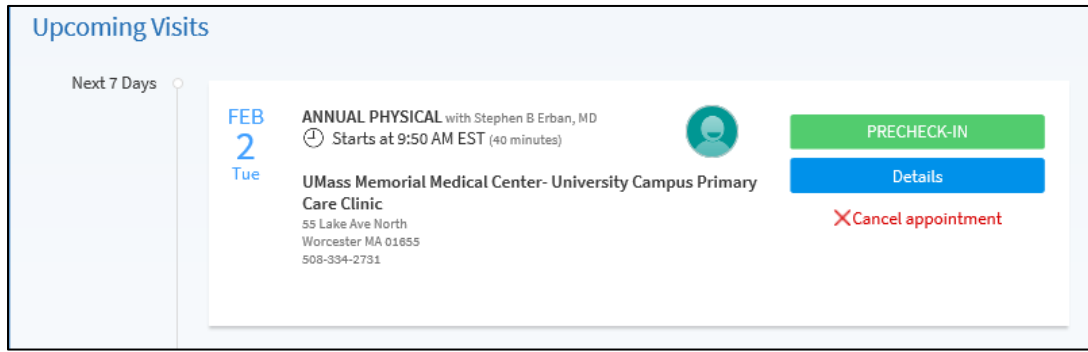 Upcoming Visits
Next 7 Days
FEB
2
Tue
ANNUAL PHYSICAL with Stephen B Erban, MD
Starts at 9:50 AM EST (40 minutes)
UMass Memorial Medical Center- University Campus Primary
Care Clinic
55 Lake Ave North
Worcester MA 01655
508-334-2731
PRECHECK-IN
Details
Cancel appointment